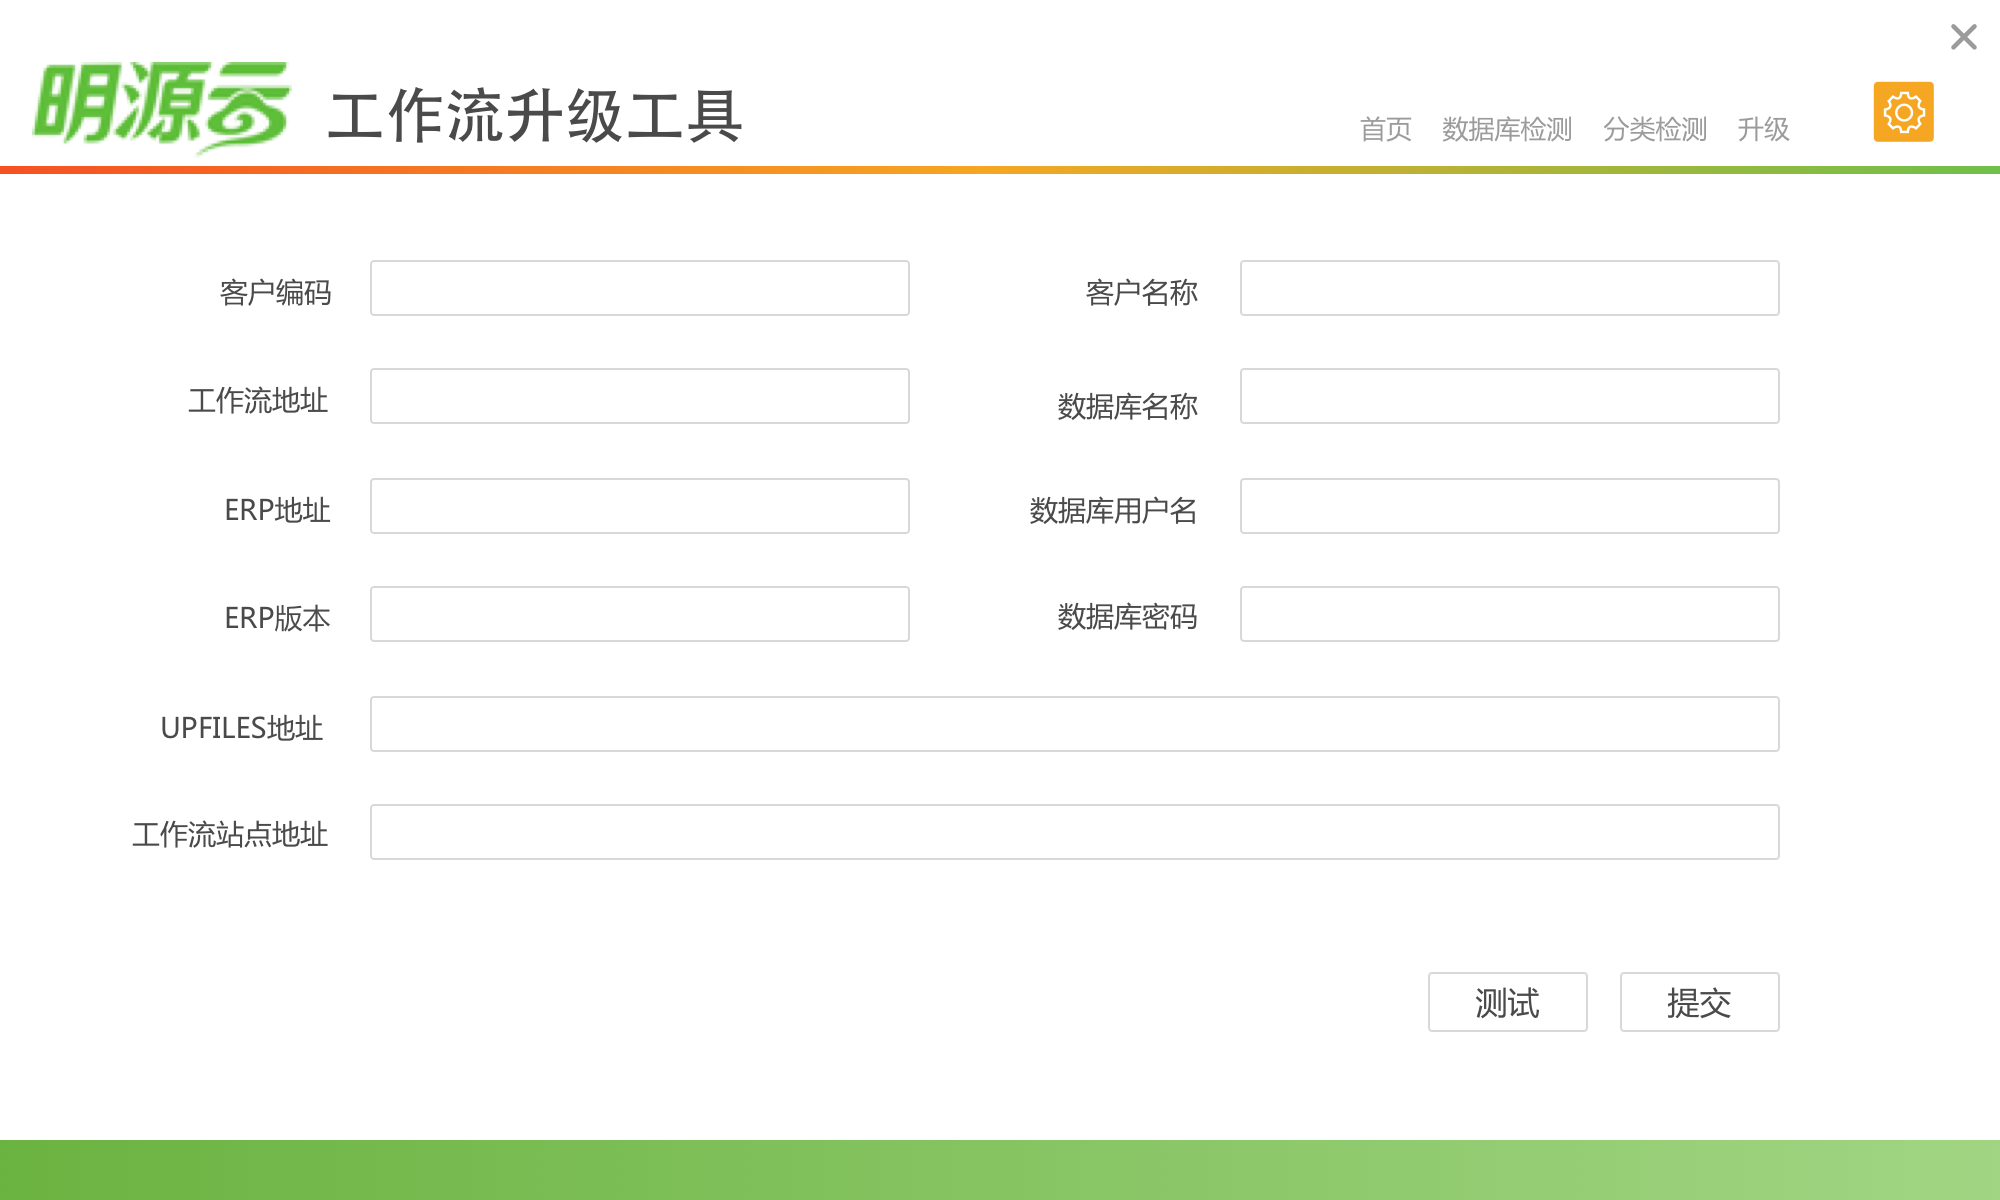 明源云 工作流升级工具
首页 数据库检测 分类检测 升级
客户编码 客户名称
工作流地址 数据库名称
ERP地址 数据库用户名
ERP版本 数据库密码
UPFILES地址
工作流站点地址
测试 提交